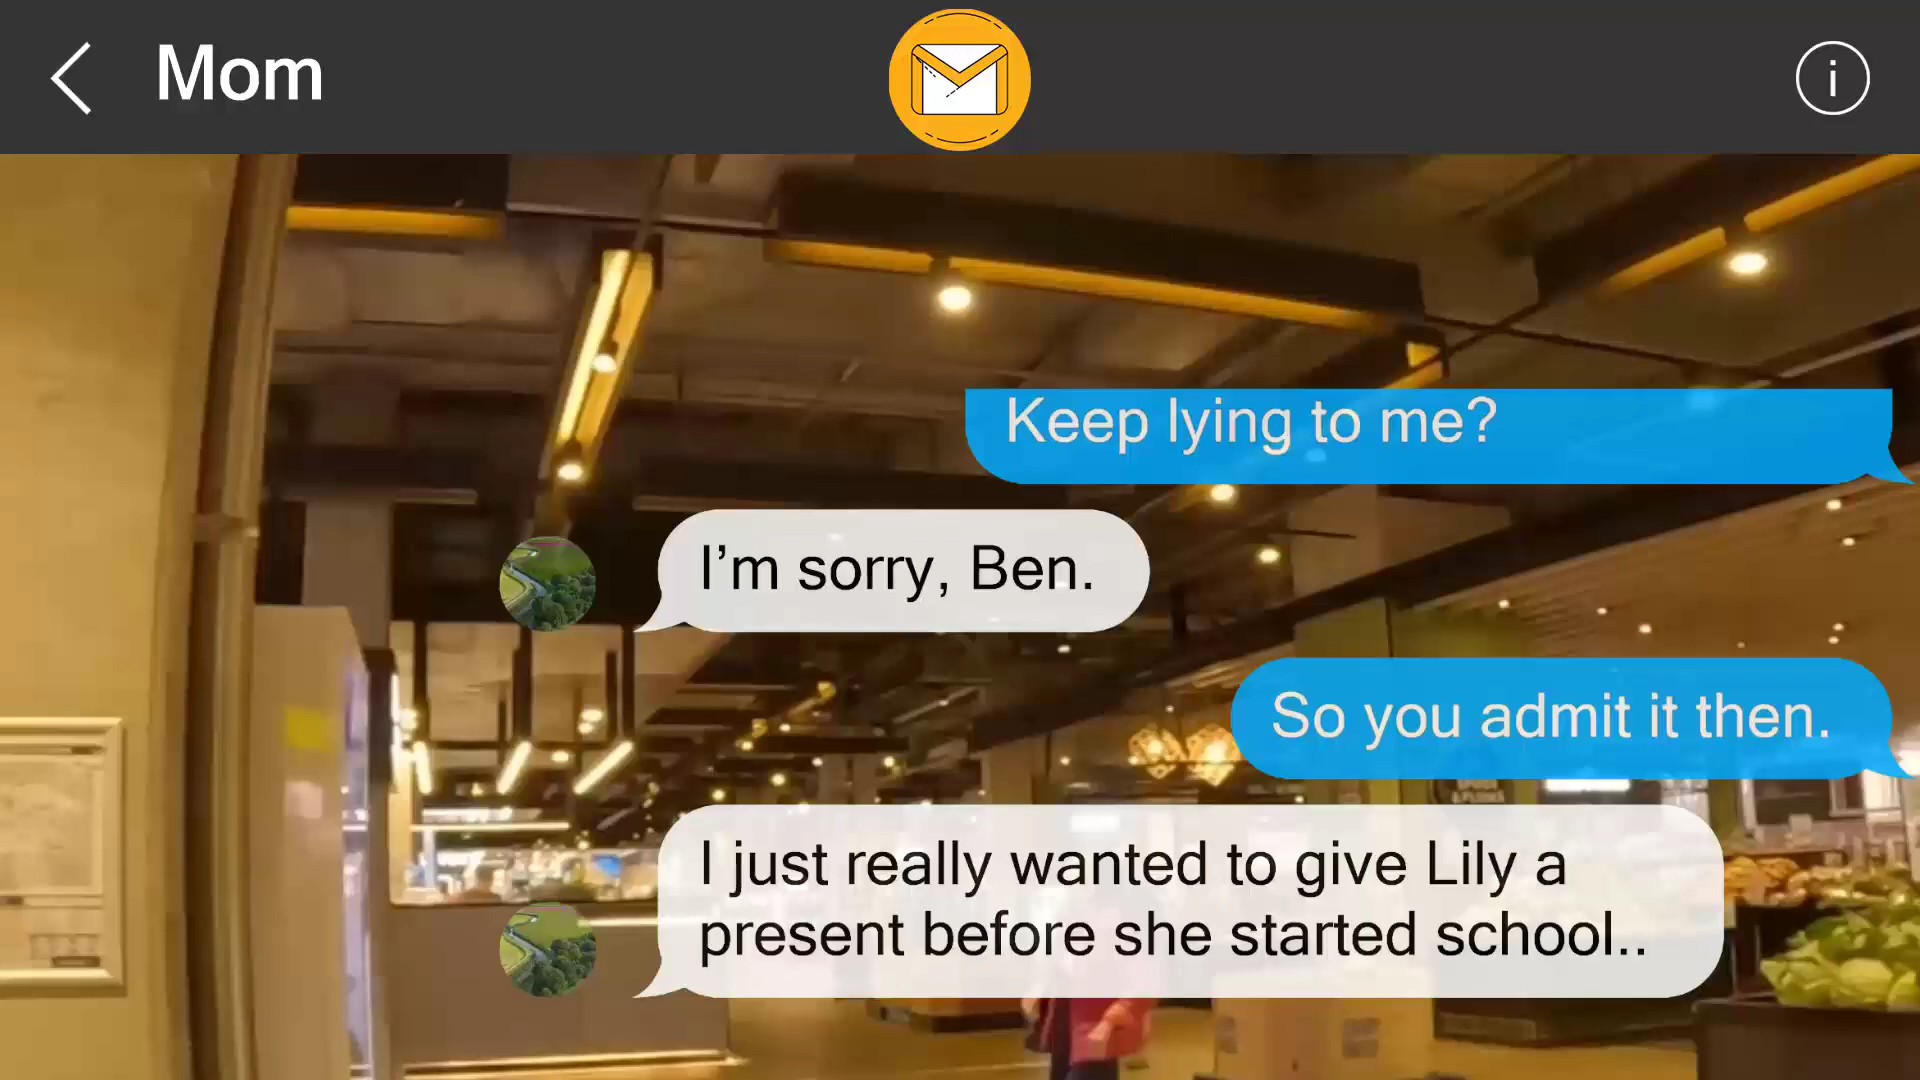 Mom
i
Keep lying to me?
I’m sorry, Ben.
So you admit it then.
I just really wanted to give Lily a
present before she started school..